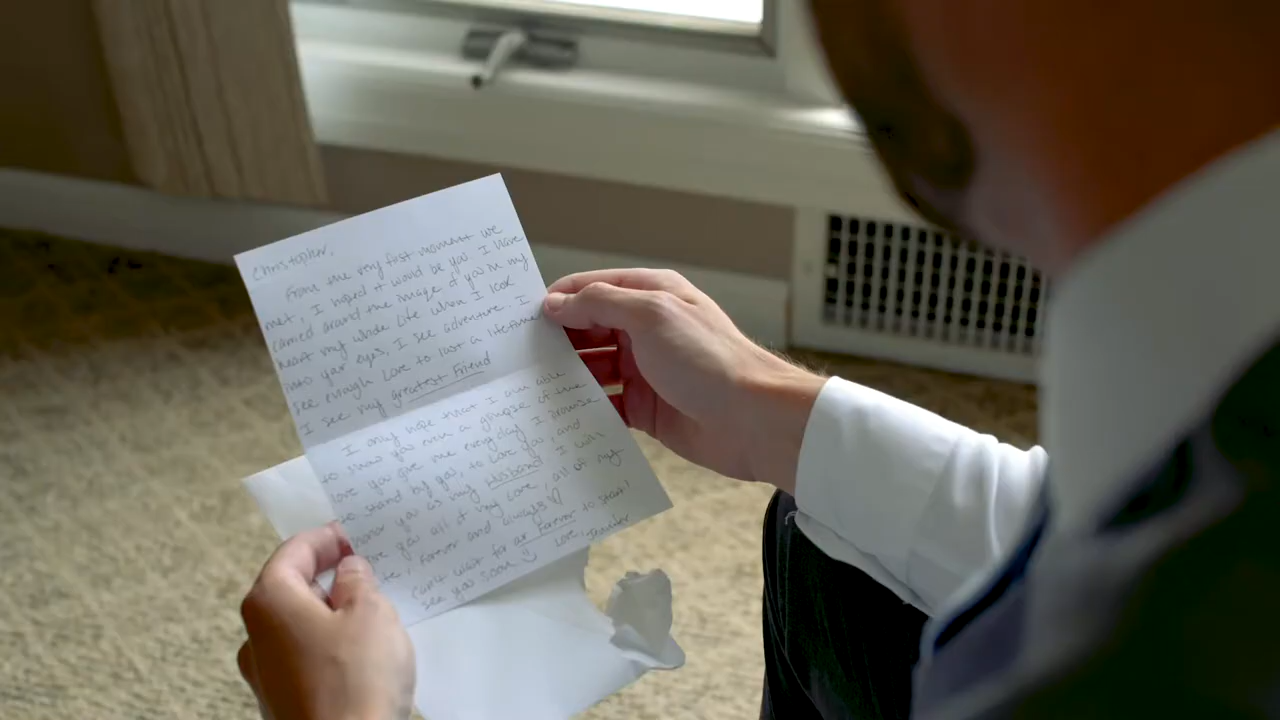 Christopher,
From the very first moment we
met, I hoped it would be you. I have
carried around the image of you in my
heart my whole life when I look
into your eyes, I see adventure. I
see enough love to last a lifetime
I see my greatest Friend
I only hope that I am able
to show you even a glimpse of the
love you give me everyday. I promise
to stand by you, to love you, and
honor you as my Husband. I will
give you all of my love, all of my
life, Forever and always
Can't wait for our Forever to start!
see you soon Love,